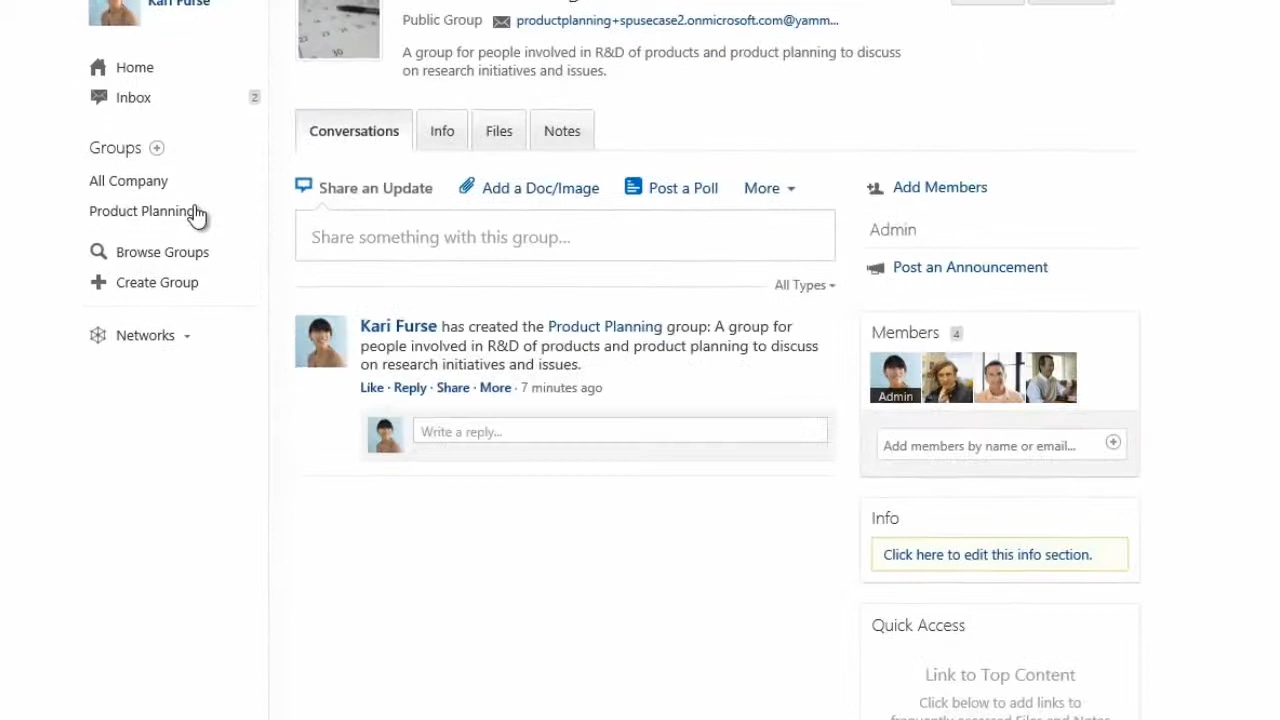 Kari Furse
Home
Inbox
2
Groups
All Company
Product Planning
Browse Groups
Create Group
Networks
Public Group productplanning+spusecase2.onmicrosoft.com@yamm...
A group for people involved in R&D of products and product planning to discuss
on research initiatives and issues.
Conversations Info Files Notes
Share an Update Add a Doc/Image Post a Poll More
Share something with this group...
All Types
Kari Furse has created the Product Planning group: A group for
people involved in R&D of products and product planning to discuss
on research initiatives and issues.
Like · Reply · Share · More · 7 minutes ago
Write a reply...
Add Members
Admin
Post an Announcement
Members 4
Admin
Add members by name or email...
Info
Click here to edit this info section.
Quick Access
Link to Top Content
Click below to add links to
frequently accessed Files and Notes